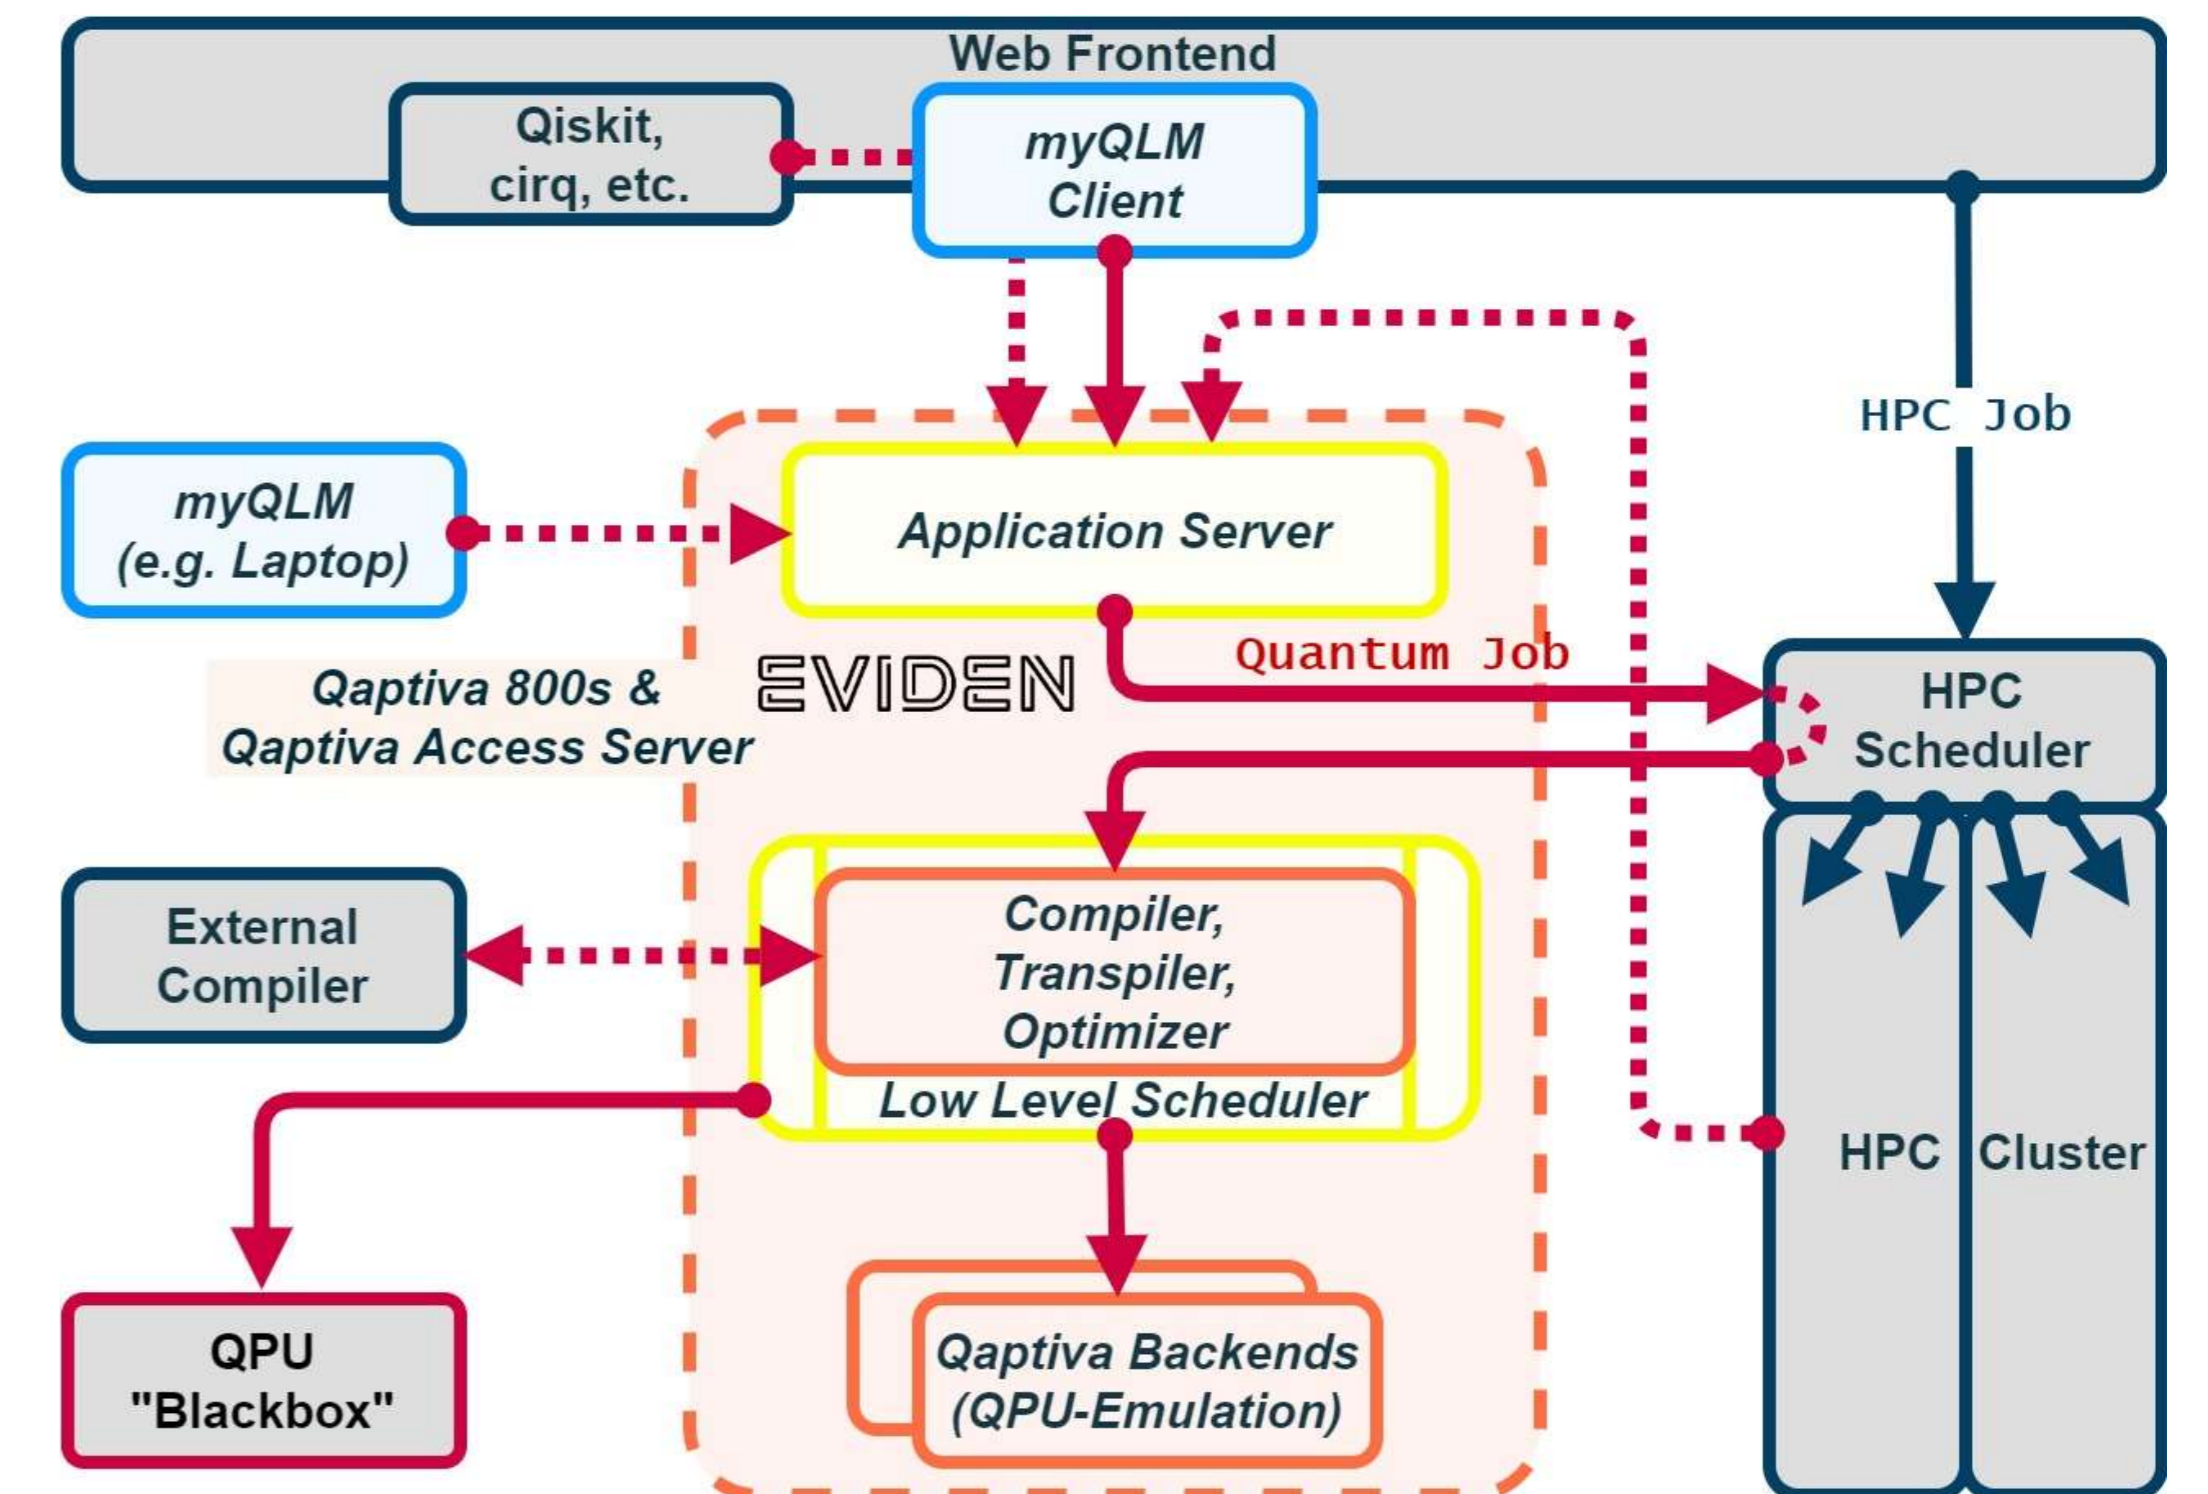 Web Frontend
Qiskit,
cirq, etc.
myQLM
Client
HPC Job
myQLM
(e.g. Laptop)
Application Server
Quantum Job
EVIDEN
Qaptiva 800s &
Qaptiva Access Server
HPC
Scheduler
External
Compiler
Compiler,
Transpiler,
Optimizer
Low Level Scheduler
HPC Cluster
QPU
"Blackbox"
Qaptiva Backends
(QPU-Emulation)